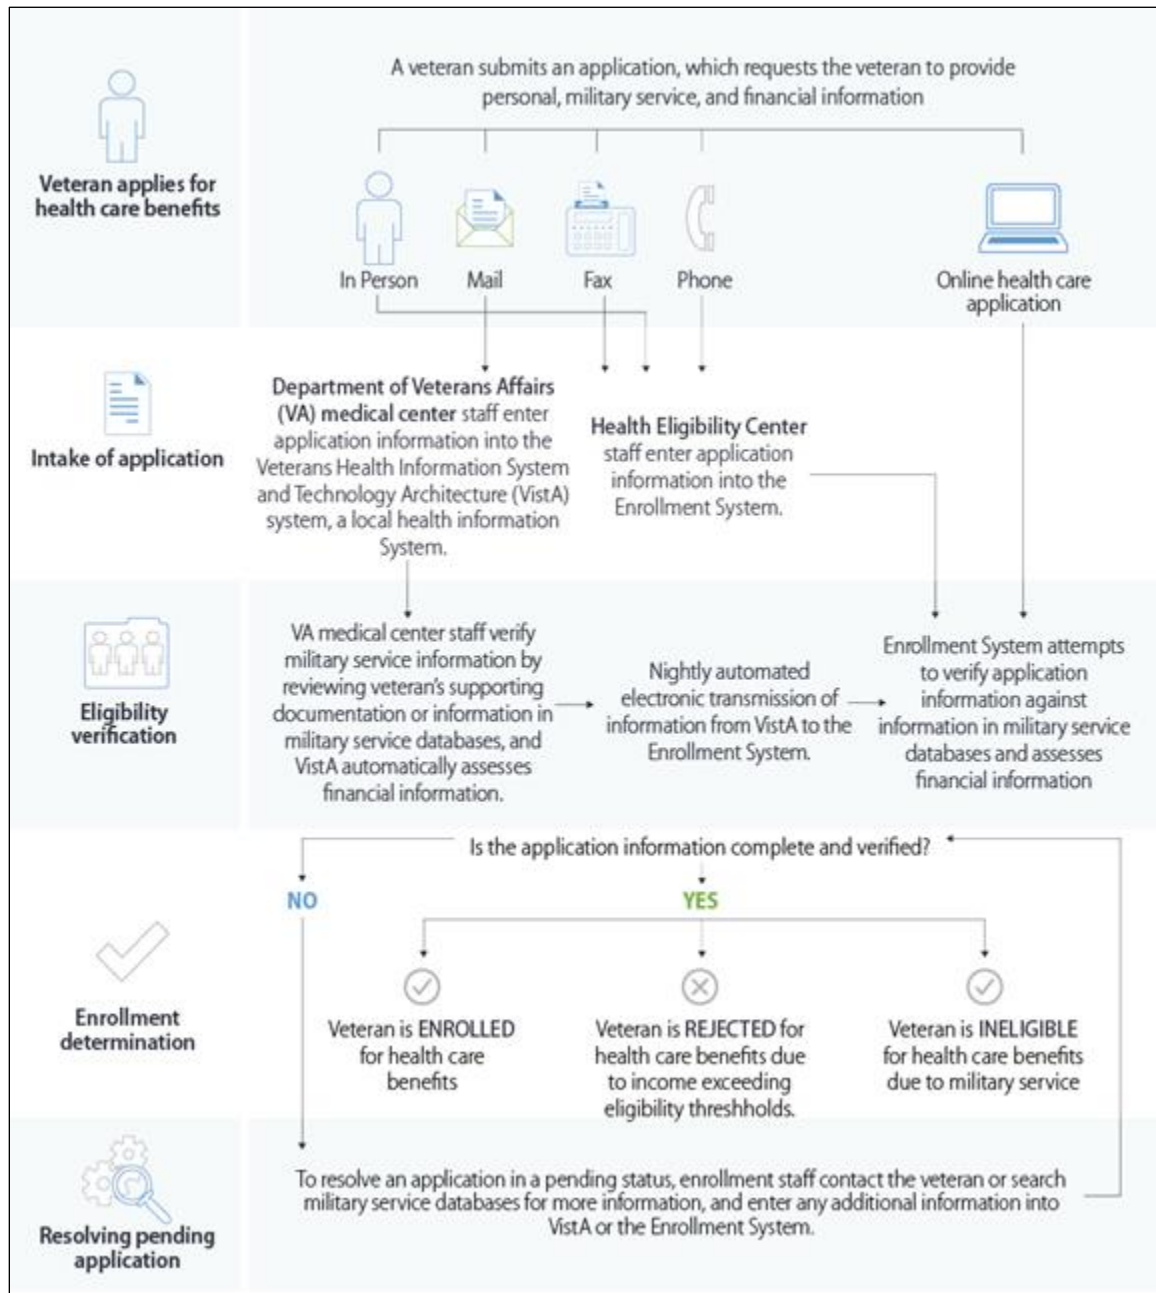 A veteran submits an application, which requests the veteran to provide
personal, military service, and financial information
Veteran applies for
health care benefits
In Person
Mail
Fax
Phone
Online health care
application
Intake of application
Department of Veterans Affairs
(VA) medical center staff enter
application information into the
Veterans Health Information System
and Technology Architecture (VistA)
system, a local health information
System.
Health Eligibility Center
staff enter application
information into the
Enrollment System.
Eligibility
verification
VA medical center staff verify
military service information by
reviewing veteran's supporting
documentation or information in
military service databases, and
VistA automatically assesses
financial information.
Nightly automated
electronic transmission of
information from VistA to the
Enrollment System.
Enrollment System attempts
to verify application
information against
information in military service
databases and assesses
financial information
Is the application information complete and verified?
NO
YES
Enrollment
determination
Veteran is ENROLLED
for health care
benefits
Veteran is REJECTED for
health care benefits due
to income exceeding
eligibility threshholds.
Veteran is INELIGIBLE
for health care benefits
due to military service
Resolving pending
application
To resolve an application in a pending status, enrollment staff contact the veteran or search
military service databases for more information, and enter any additional information into
VistA or the Enrollment System.